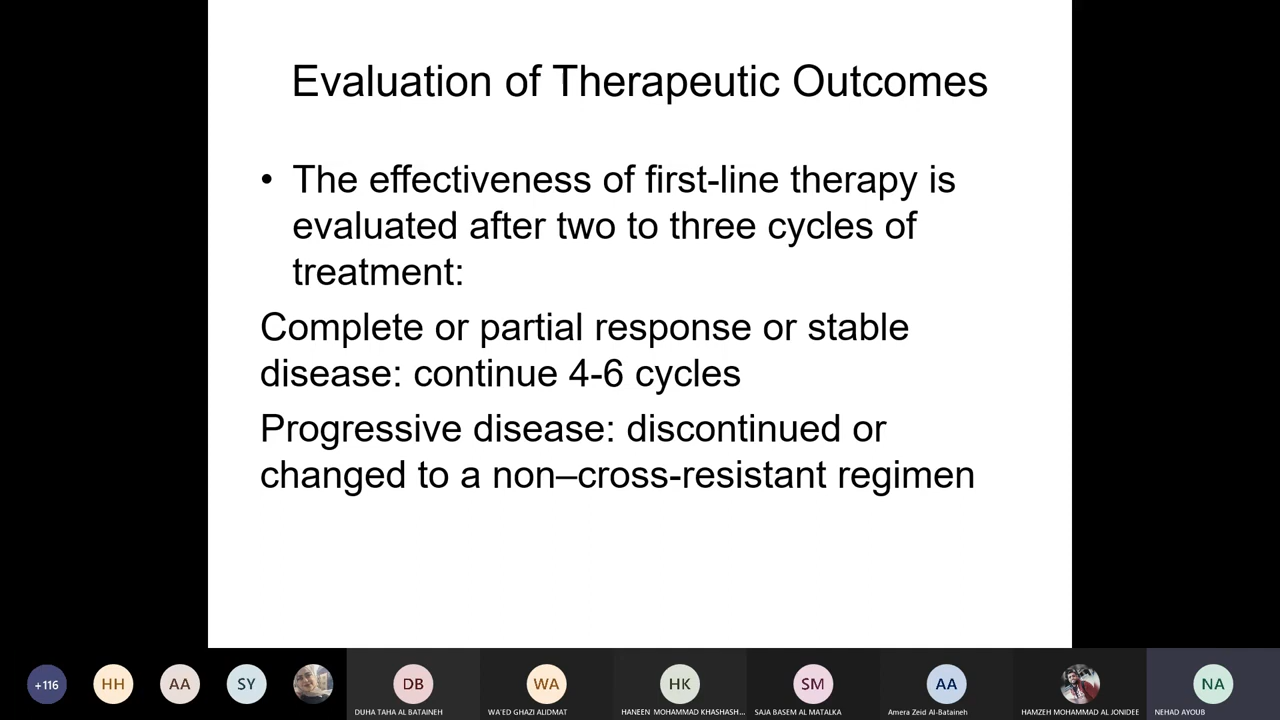 Evaluation of Therapeutic Outcomes
• The effectiveness of first-line therapy is
evaluated after two to three cycles of
treatment:
Complete or partial response or stable
disease: continue 4-6 cycles
Progressive disease: discontinued or
changed to a non–cross-resistant regimen
+116
HH
AA
SY
DB
WA
HK
SM
AA
NA
DUHA TAHA AL BATAINEH
WA'ED GHAZI ALIDMAT
HANEEN MOHAMMAD KHASHASH...
SAJA BASEM AL MATALKA
Amera Zeid Al-Bataineh
HAMZEH MOHAMMAD AL JONIDEE
NEHAD AYOUB